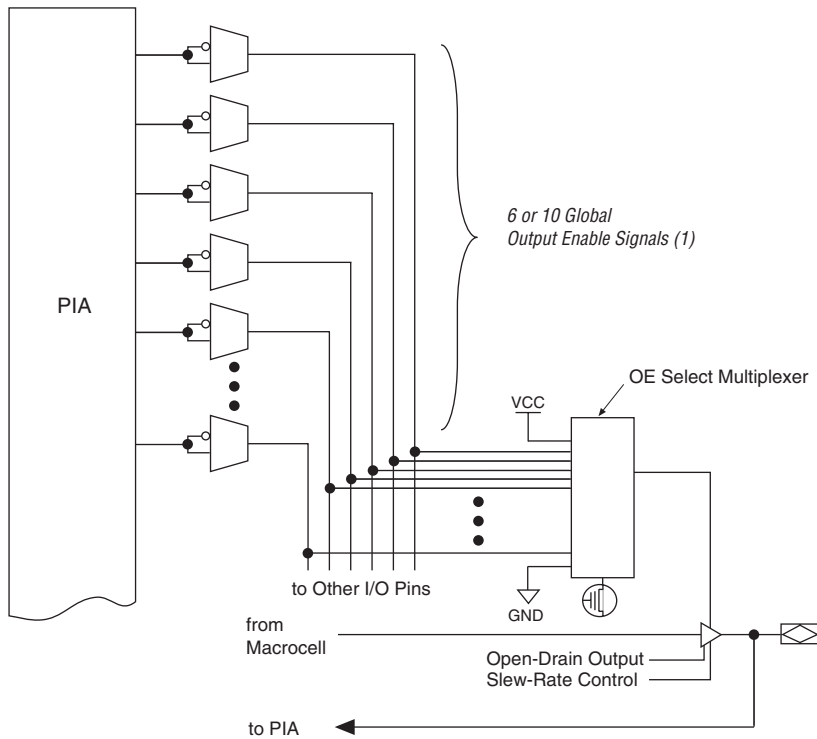 6 or 10 Global
Output Enable Signals (1)
PIA
OE Select Multiplexer
VCC
to Other I/O Pins
GND
from
Macrocell
Open-Drain Output
Slew-Rate Control
to PIA